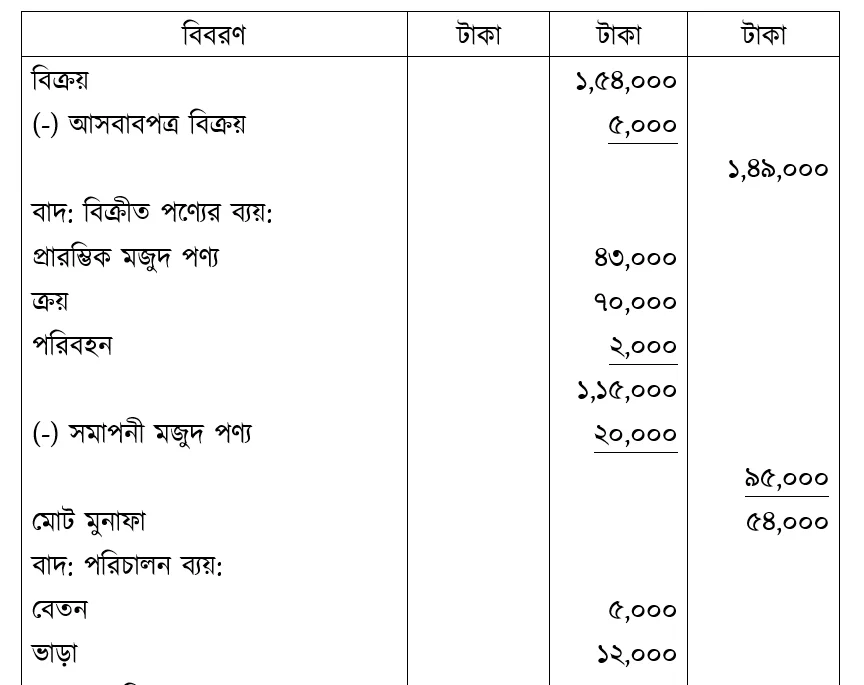 বিবরণ টাকা টাকা টাকা
বিক্রয় ১,৫৪,০০০
(-) আসবাবপত্র বিক্রয় ৫,০০০
১,৪৯,০০০
বাদ: বিক্রীত পণ্যের ব্যয়:
প্রারম্ভিক মজুদ পণ্য ৪৩,০০০
ক্রয় ৭০,০০০
পরিবহন ২,০০০
১,১৫,০০০
(-) সমাপনী মজুদ পণ্য ২০,০০০
৯৫,০০০
মোট মুনাফা ৫৪,০০০
বাদ: পরিচালন ব্যয়:
বেতন ৫,০০০
ভাড়া ১২,০০০